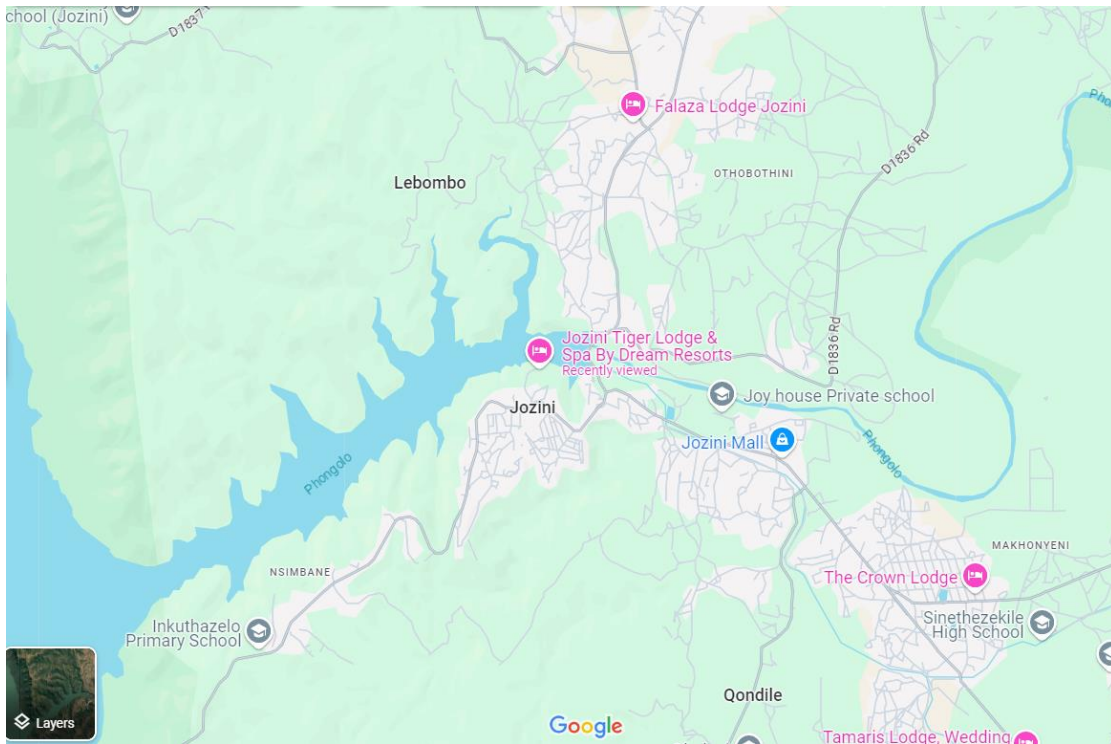 chool (Jozini)
D1837
Falaza Lodge Jozini
OTHOBOTHINI
D1836 Rd
Lebombo
Jozini Tiger Lodge &
Spa By Dream Resorts
Recently viewed
D1836 Rd
Joy house Private school
Jozini
Jozini Mall
Phongolo
Phongolo
MAKHONYENI
NSIMBANE
The Crown Lodge
Inkuthazelo
Primary School
Sinethezekile
High School
Qondile
Layers
Google
Tamaris Lodge, Wedding